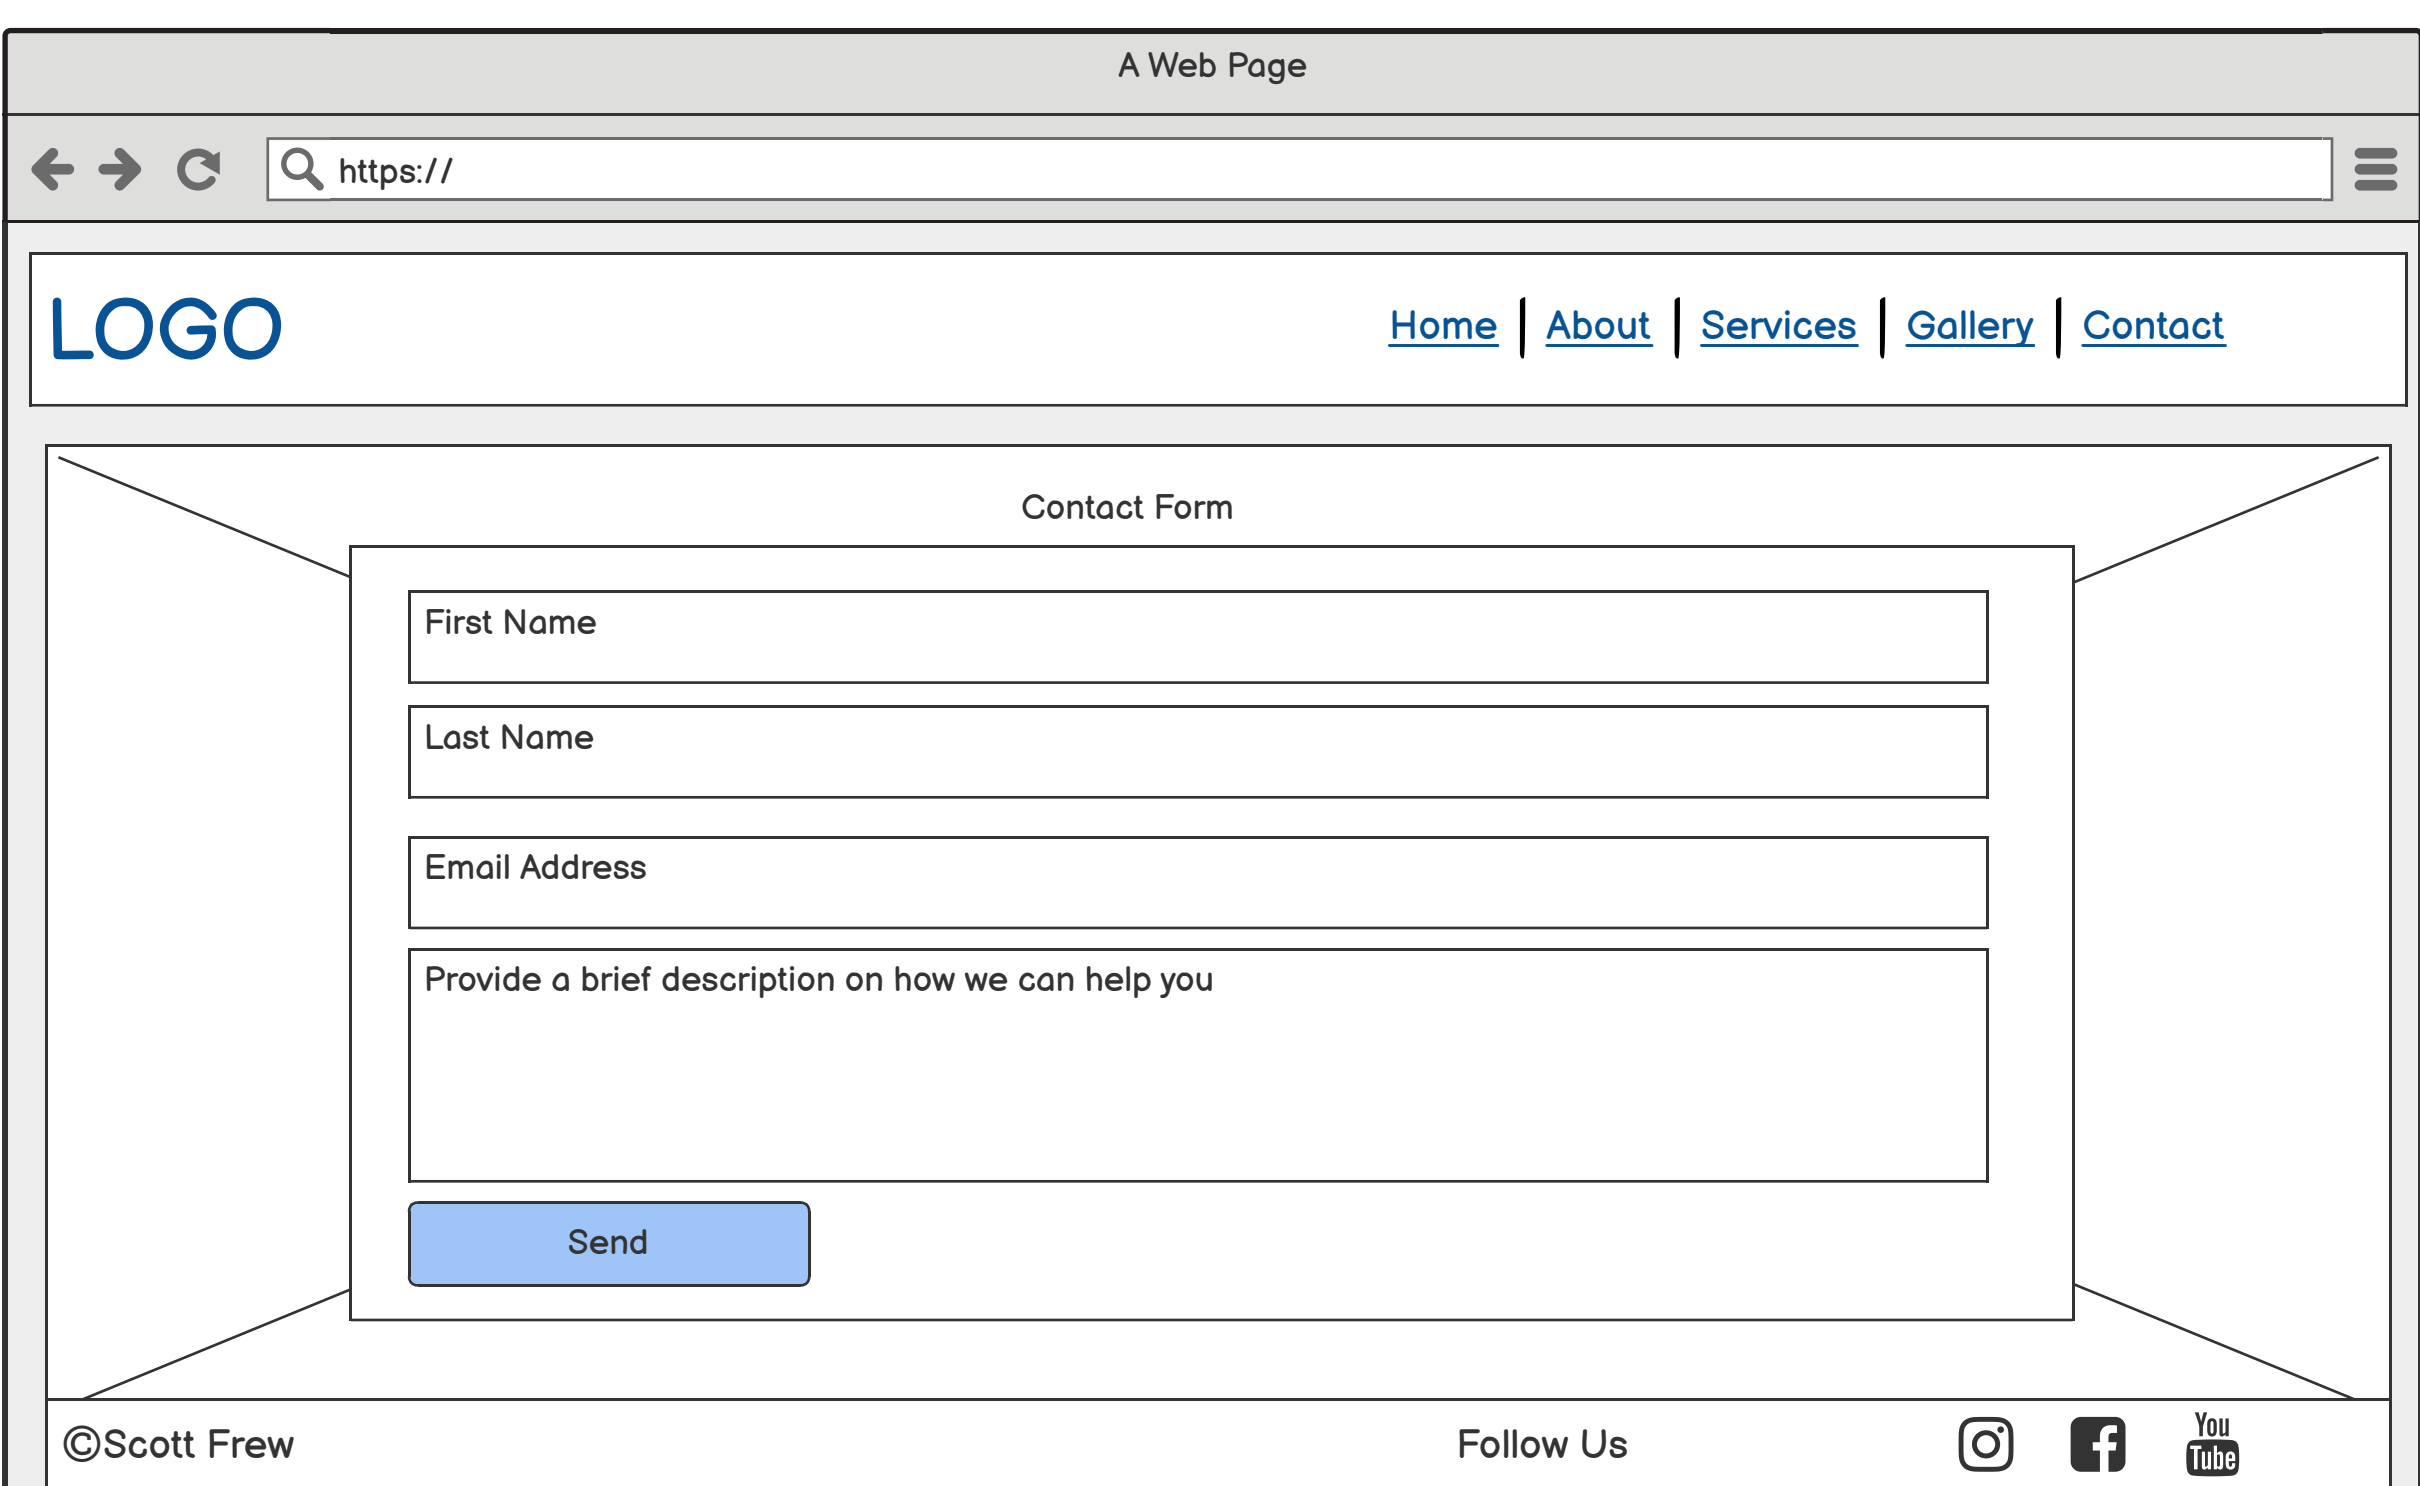 A Web Page
https://
LOGO
Home | About | Services | Gallery | Contact
Contact Form
First Name
Last Name
Email Address
Provide a brief description on how we can help you
Send
©Scott Frew
Follow Us
You
Tube